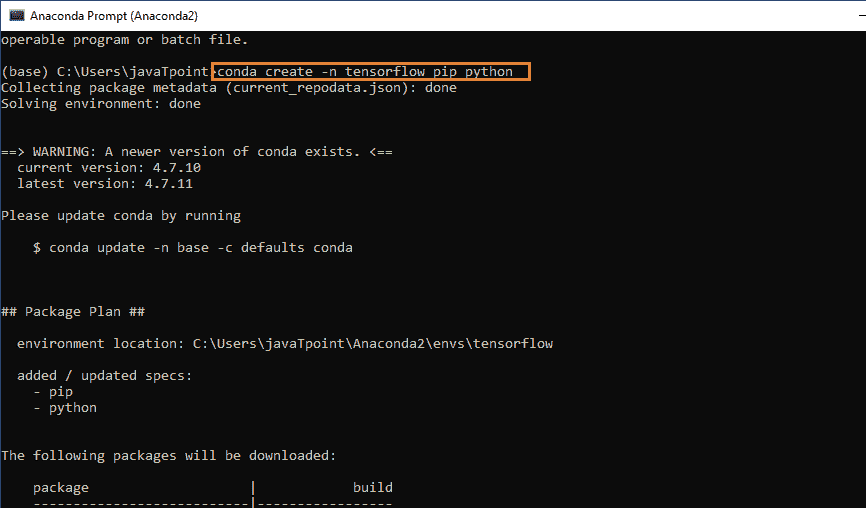 Anaconda Prompt (Anaconda2)
operable program or batch file.
(base) C:\Users\javaTpoint>conda create -n tensorflow pip python
Collecting package metadata (current_repodata.json): done
Solving environment: done
==> WARNING: A newer version of conda exists. <==
  current version: 4.7.10
  latest version: 4.7.11
Please update conda by running
    $ conda update -n base -c defaults conda
## Package Plan ##
  environment location: C:\Users\javaTpoint\Anaconda2\envs\tensorflow
  added / updated specs:
    - pip
    - python
The following packages will be downloaded:
    package                    |            build
    ---------------------------|-----------------